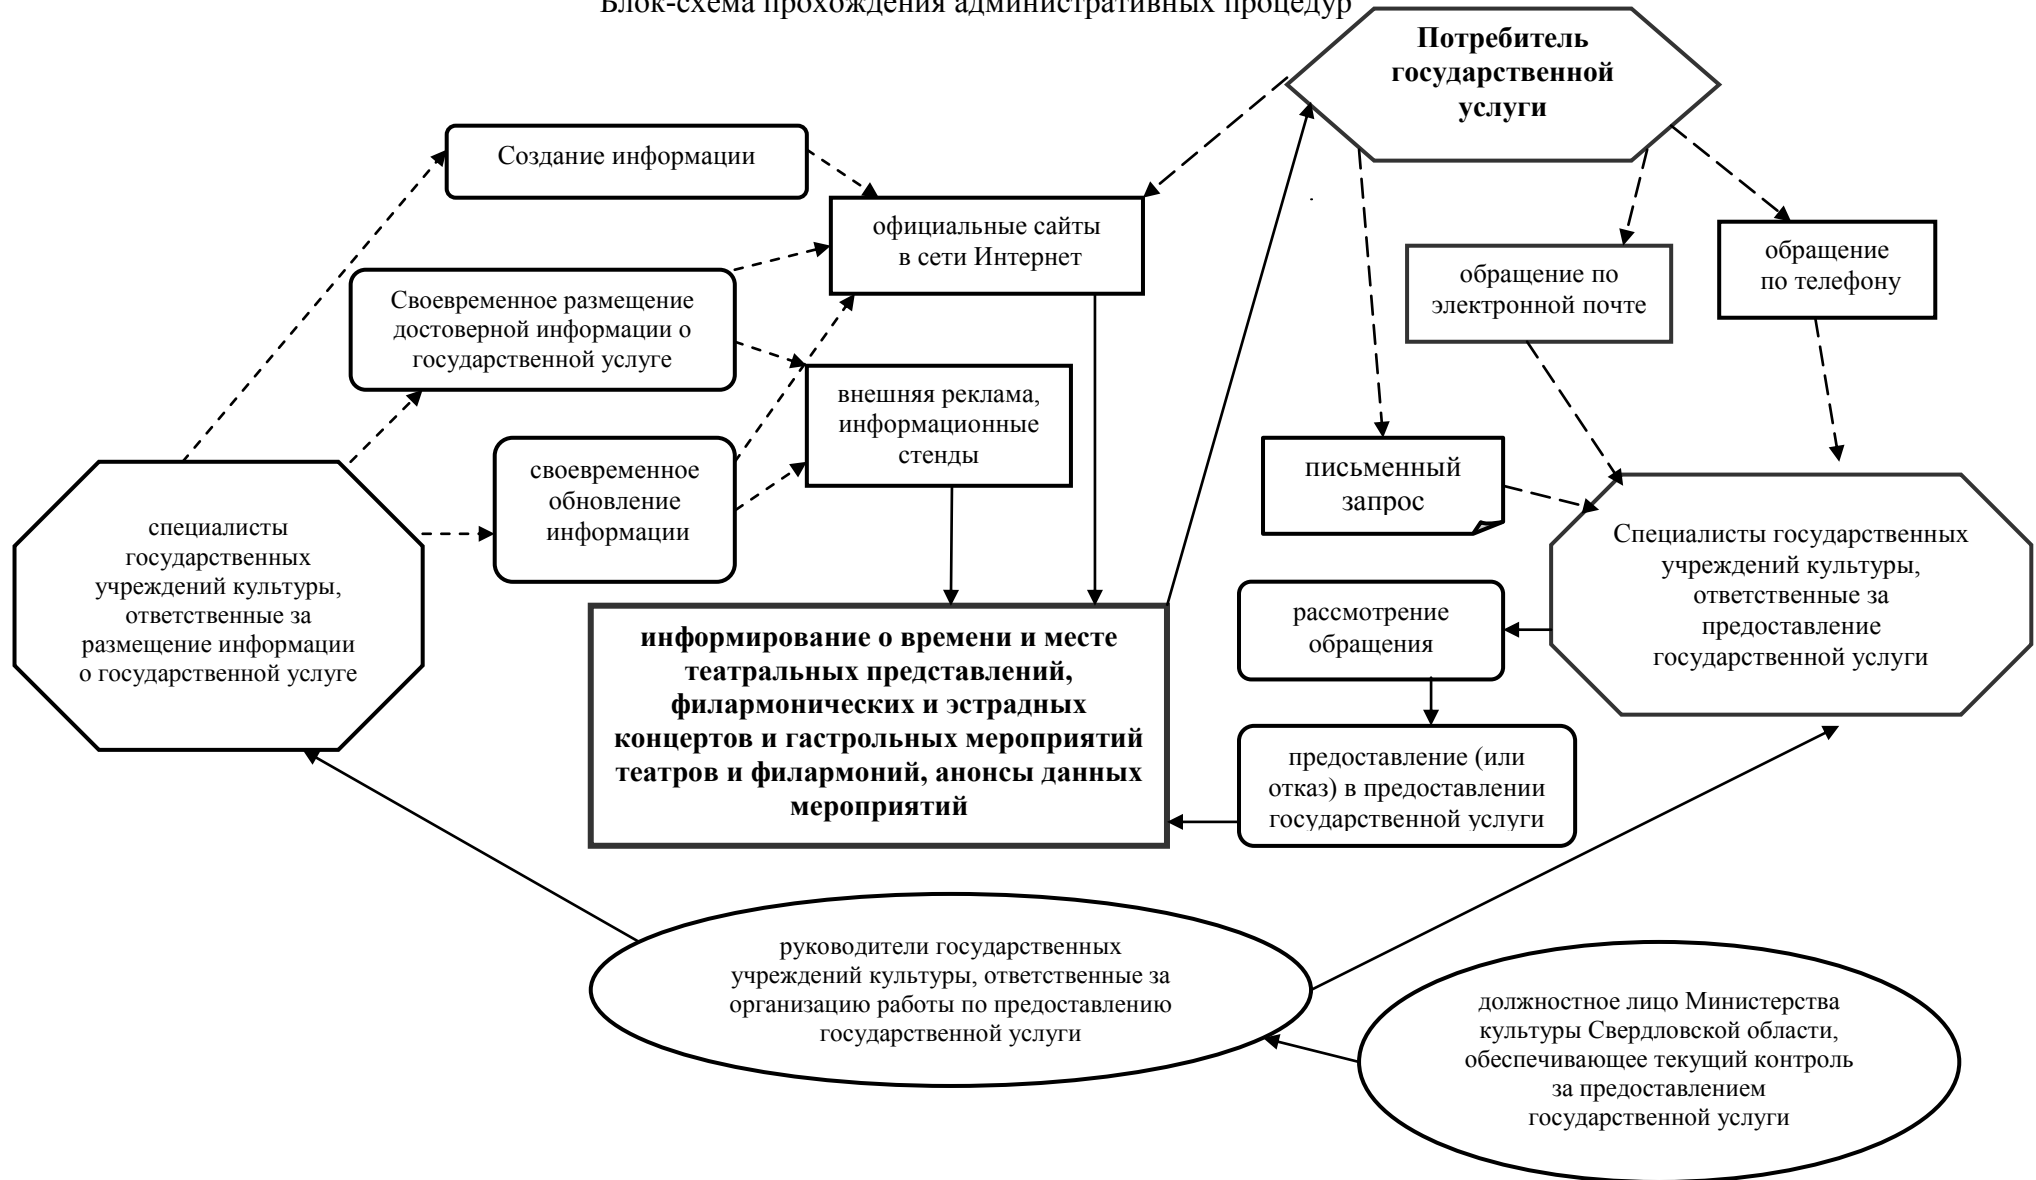 Блок-схема прохождения административных процедур
Потребитель
государственной
услуги
Создание информации
официальные сайты
в сети Интернет
обращение по
электронной почте
обращение
по телефону
Своевременное размещение
достоверной информации о
государственной услуге
внешняя реклама,
информационные
стенды
своевременное
обновление
информации
письменный
запрос
специалисты
государственных
учреждений культуры,
ответственные за
размещение информации
о государственной услуге
Специалисты государственных
учреждений культуры,
ответственные за
предоставление
государственной услуги
рассмотрение
обращения
информирование о времени и месте
театральных представлений,
филармонических и эстрадных
концертов и гастрольных мероприятий
театров и филармоний, анонсы данных
мероприятий
предоставление (или
отказ) в предоставлении
государственной услуги
руководители государственных
учреждений культуры, ответственные за
организацию работы по предоставлению
государственной услуги
должностное лицо Министерства
культуры Свердловской области,
обеспечивающее текущий контроль
за предоставлением
государственной услуги